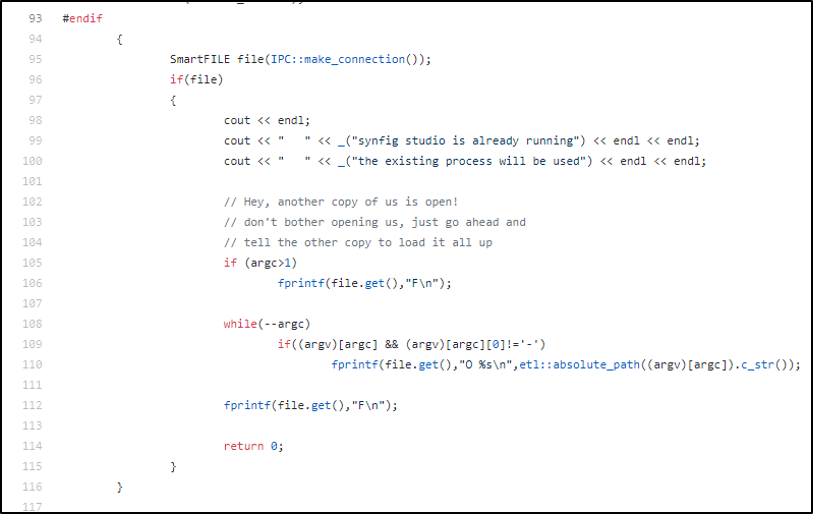 93 #endif
94 {
95 SmartFILE file(IPC::make_connection());
96 if(file)
97 {
98 cout << endl;
99 cout << "   " << _("synfig studio is already running") << endl << endl;
100 cout << "   " << _("the existing process will be used") << endl << endl;
101
102 // Hey, another copy of us is open!
103 // don't bother opening us, just go ahead and
104 // tell the other copy to load it all up
105 if (argc>1)
106 fprintf(file.get(),"F\n");
107
108 while(--argc)
109 if((argv)[argc] && (argv)[argc][0]!='-')
110 fprintf(file.get(),"O %s\n",etl::absolute_path((argv)[argc]).c_str());
111
112 fprintf(file.get(),"F\n");
113
114 return 0;
115 }
116 }
117